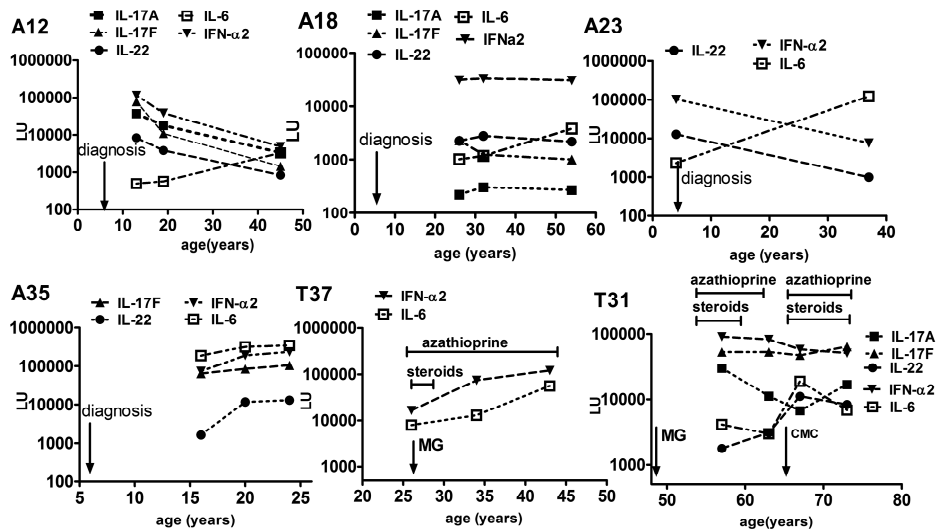 A12
IL-17A
IL-17F
IL-22
IL-6
IFN-α2
1000000
100000
10000
1000
100
LU
diagnosis
0 10 20 30 40 50
age(years)
A18
IL-17A
IL-17F
IL-22
IL-6
IFNa2
100000
10000
1000
100
LU
diagnosis
0 10 20 30 40 50 60
age (years)
A23
IL-22
IFN-α2
IL-6
1000000
100000
10000
1000
100
LU
diagnosis
0 10 20 30 40
age (years)
A35
IL-17F
IL-22
IFN-α2
IL-6
1000000
100000
10000
1000
LU
diagnosis
5 10 15 20 25
age (years)
T37
IFN-α2
IL-6
1000000
100000
10000
1000
LU
azathioprine
steroids
MG
20 25 30 35 40 45 50
age (years)
T31
azathioprine azathioprine
steroids steroids
100000
10000
1000
LU
IL-17A
IL-17F
IL-22
IFN-α2
IL-6
MG
CMC
50 60 70 80
age(years)